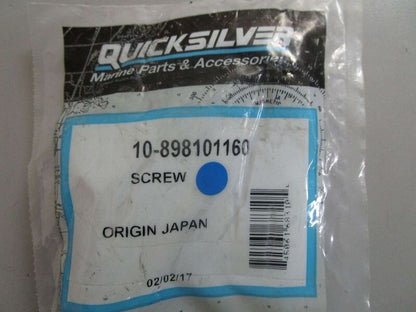 QUICKSILVER
Marine Parts & Accessories
10-898101160
SCREW
ORIGIN JAPAN
02/02/17